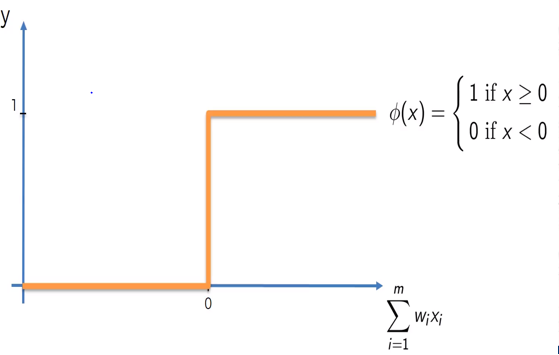 y
1
ϕ(x) = { 1 if x ≥ 0
0 if x < 0
0
m
∑ wᵢxᵢ
i=1